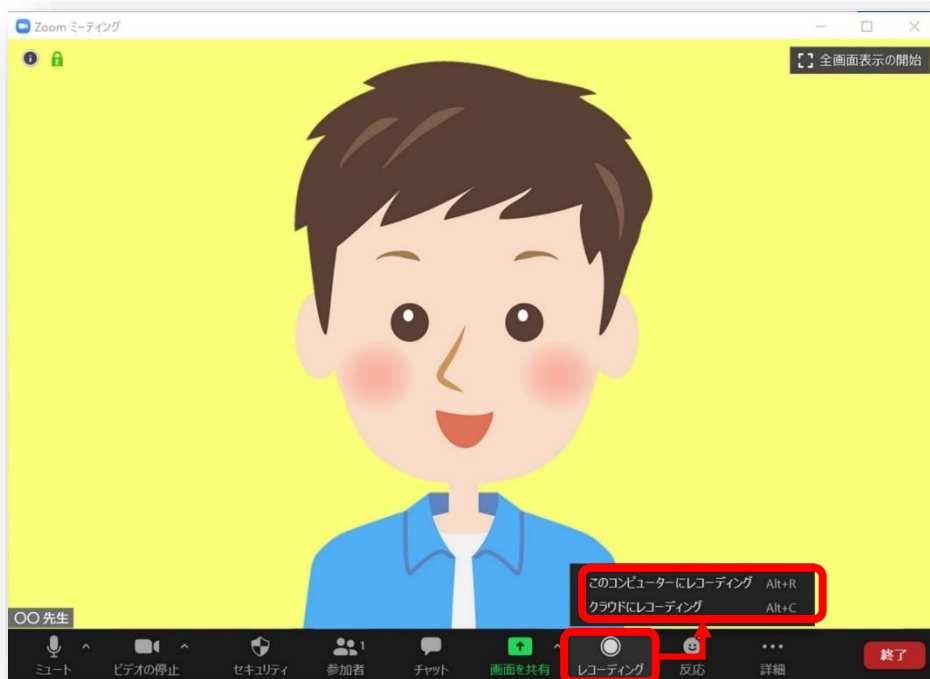 Zoom ミーティング
全画面表示の開始
このコンピューターにレコーディング Alt+R
クラウドにレコーディング Alt+C
〇〇 先生
1
ミュート ビデオの停止 セキュリティ 参加者 チャット 画面を共有 レコーディング 反応 詳細 終了